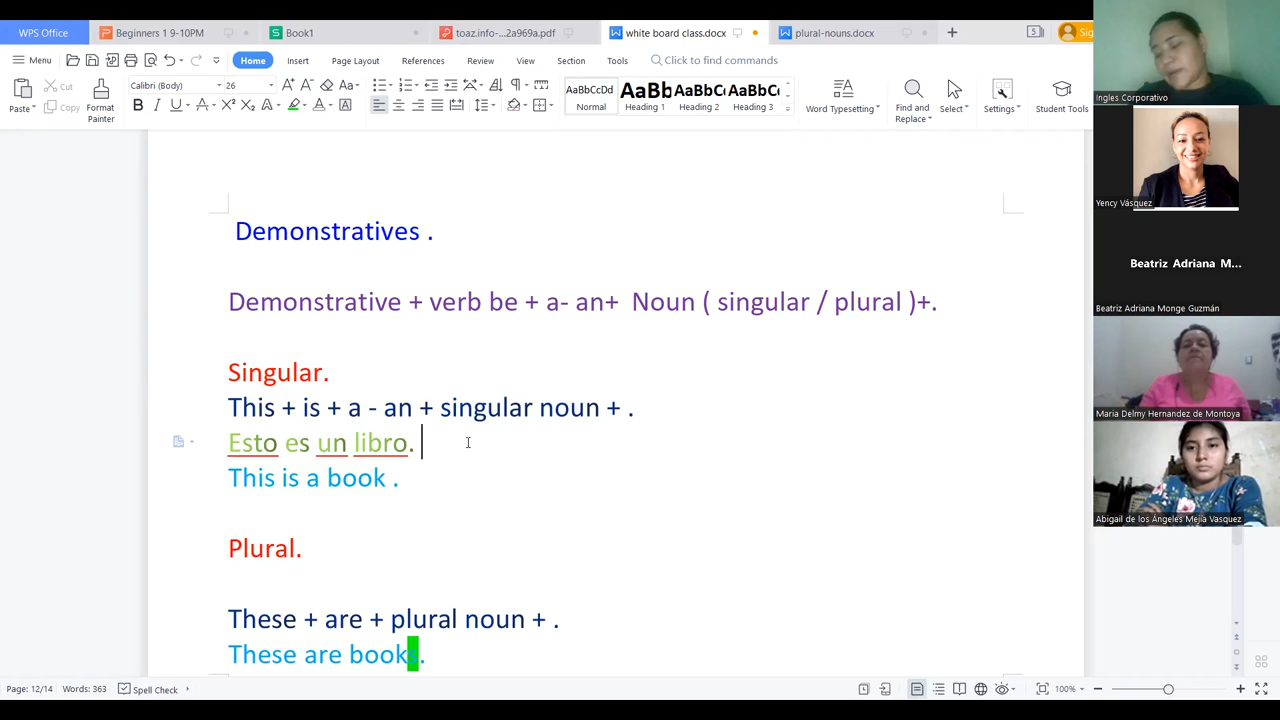 WPS Office
Beginners 1 9-10PM
Book1
toaz.info-...2a969a.pdf
white board class.docx
plural-nouns.docx
5
Sig
Menu
Home
Insert
Page Layout
References
Review
View
Section
Tools
Click to find commands
Paste
Cut
Copy
Format Painter
Calibri (Body)
26
AaBbCcDd
Normal
AaBb
Heading 1
AaBbCc
Heading 2
AaBbC
Heading 3
Word Typesetting
Find and Replace
Select
Settings
Student Tools
Demonstratives .
Demonstrative + verb be + a- an+ Noun ( singular / plural )+.
Singular.
This + is + a - an + singular noun + .
Esto es un libro.
This is a book .
Plural.
These + are + plural noun + .
These are books.
Page: 12/14
Words: 363
Spell Check
100%
Ingles Corporativo
Yency Vásquez
Beatriz Adriana M...
Beatriz Adriana Monge Guzmán
Maria Delmy Hernandez de Montoya
Abigail de los Ángeles Mejía Vasquez